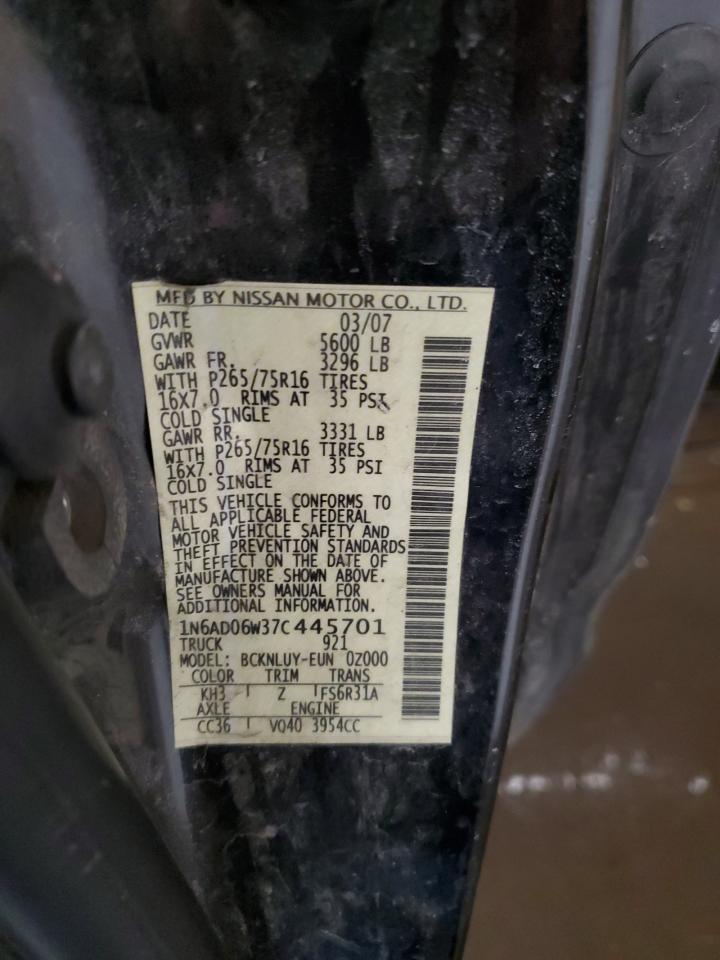 MFD BY NISSAN MOTOR CO., LTD.
DATE 03/07
GVWR 5600 LB
GAWR FR. 3296 LB
WITH P265/75R16 TIRES
16X7.0 RIMS AT 35 PSI
COLD SINGLE
GAWR RR. 3331 LB
WITH P265/75R16 TIRES
16X7.0 RIMS AT 35 PSI
COLD SINGLE
THIS VEHICLE CONFORMS TO
ALL APPLICABLE FEDERAL
MOTOR VEHICLE SAFETY AND
THEFT PREVENTION STANDARDS
IN EFFECT ON THE DATE OF
MANUFACTURE SHOWN ABOVE.
SEE OWNERS MANUAL FOR
ADDITIONAL INFORMATION.
1N6AD06W37C445701
TRUCK 921
MODEL: BCKNLUY-EUN 0Z000
COLOR TRIM TRANS
KH3 Z FS6R31A
AXLE ENGINE
CC36 VQ40 3954CC